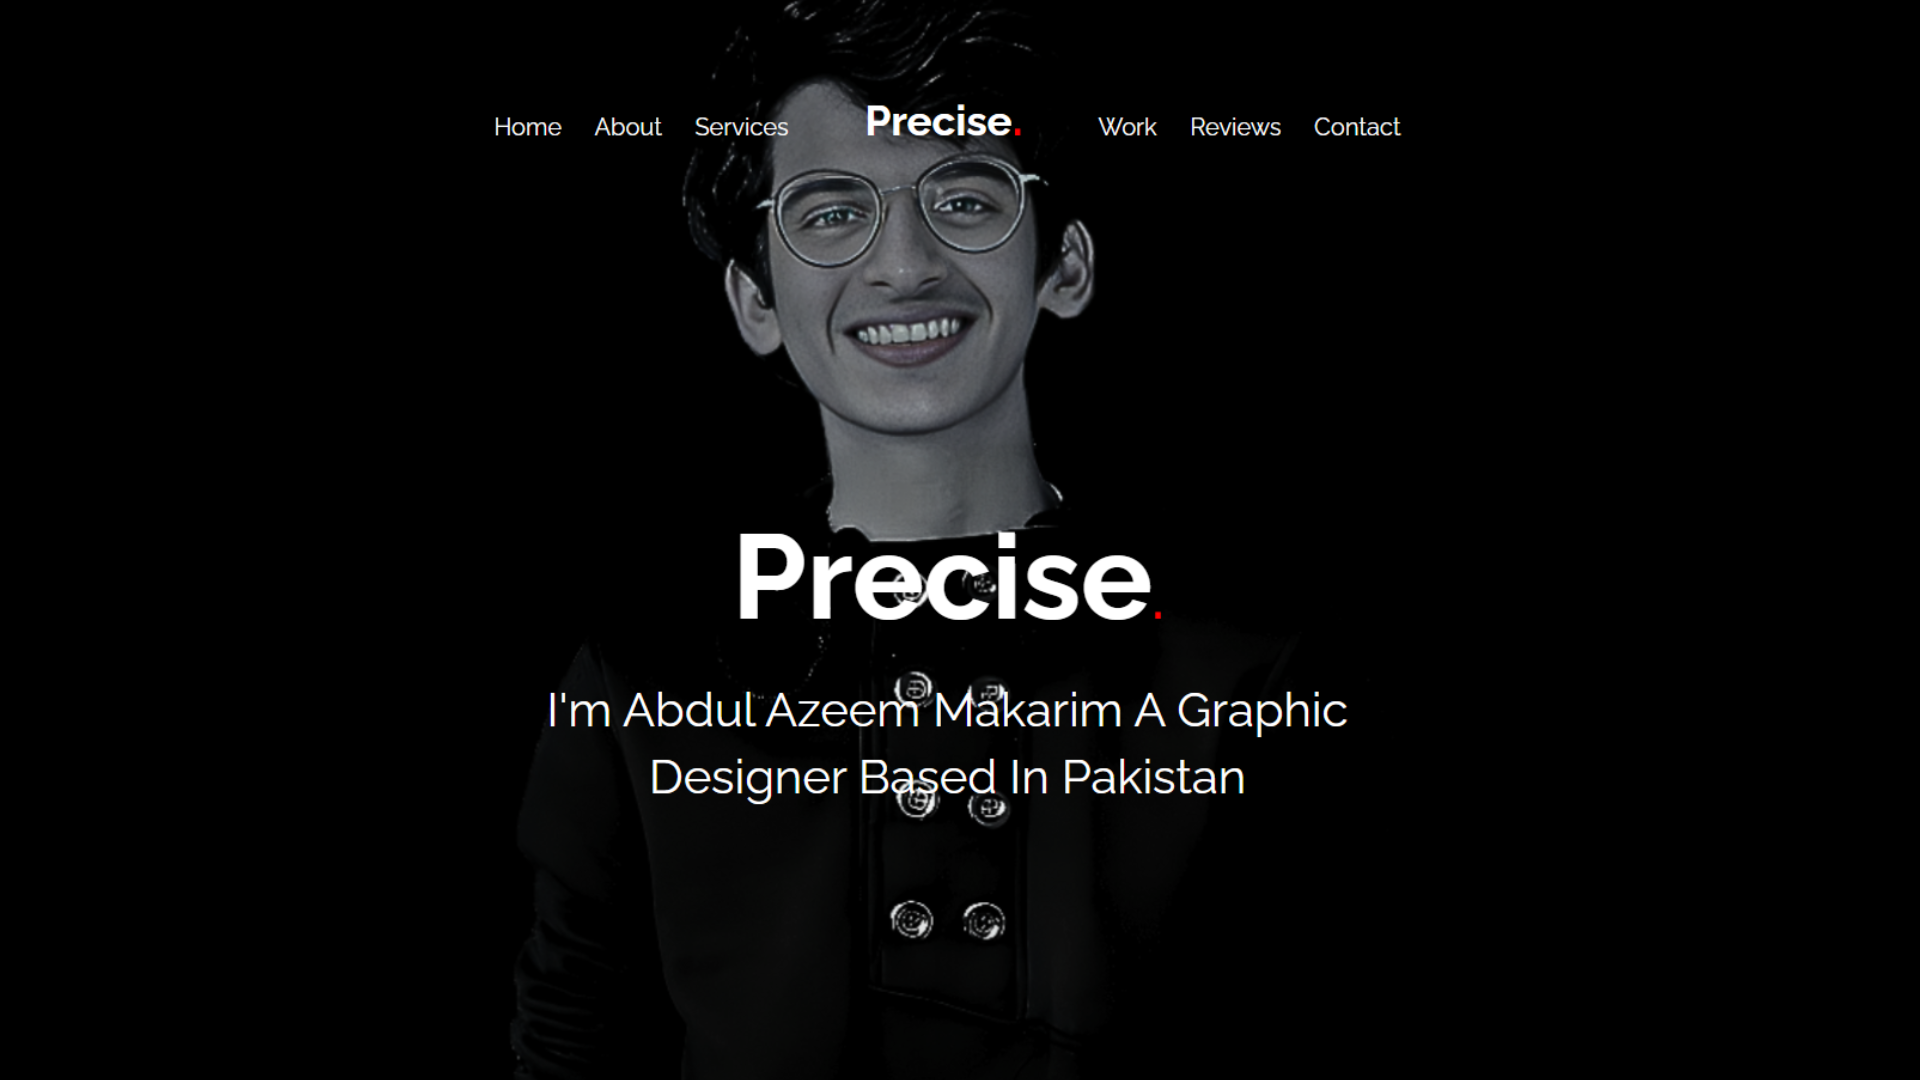 Home About Services Precise. Work Reviews Contact
Precise.
I'm Abdul Azeem Makarim A Graphic
Designer Based In Pakistan